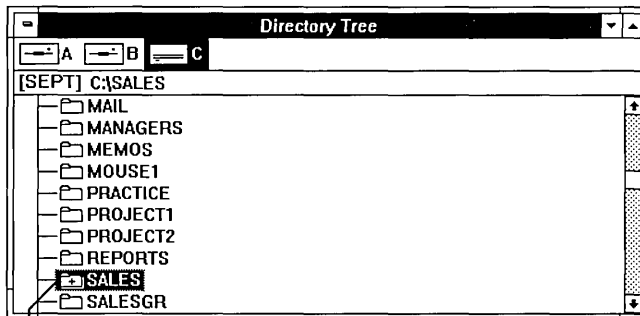 Directory Tree
A B C
[SEPT] C:\SALES
MAIL
MANAGERS
MEMOS
MOUSE1
PRACTICE
PROJECT1
PROJECT2
REPORTS
SALES
SALESGR